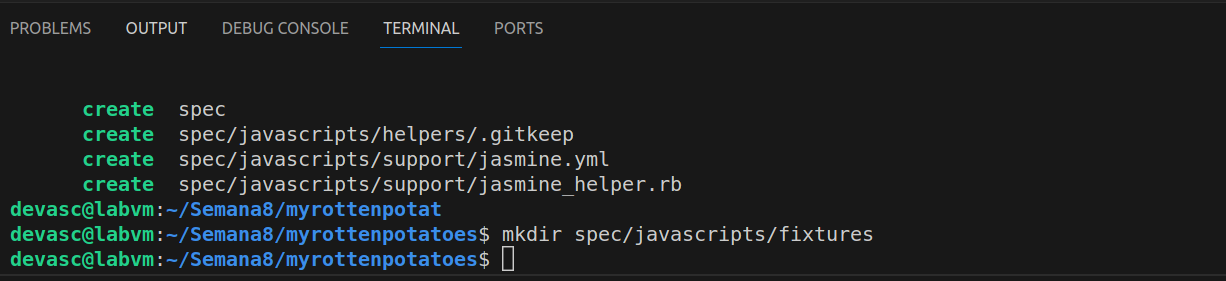 PROBLEMS OUTPUT DEBUG CONSOLE TERMINAL PORTS
create spec
create spec/javascripts/helpers/.gitkeep
create spec/javascripts/support/jasmine.yml
create spec/javascripts/support/jasmine_helper.rb
devasc@labvm:~/Semana8/myrottenpotat
devasc@labvm:~/Semana8/myrottenpotatoes$ mkdir spec/javascripts/fixtures
devasc@labvm:~/Semana8/myrottenpotatoes$